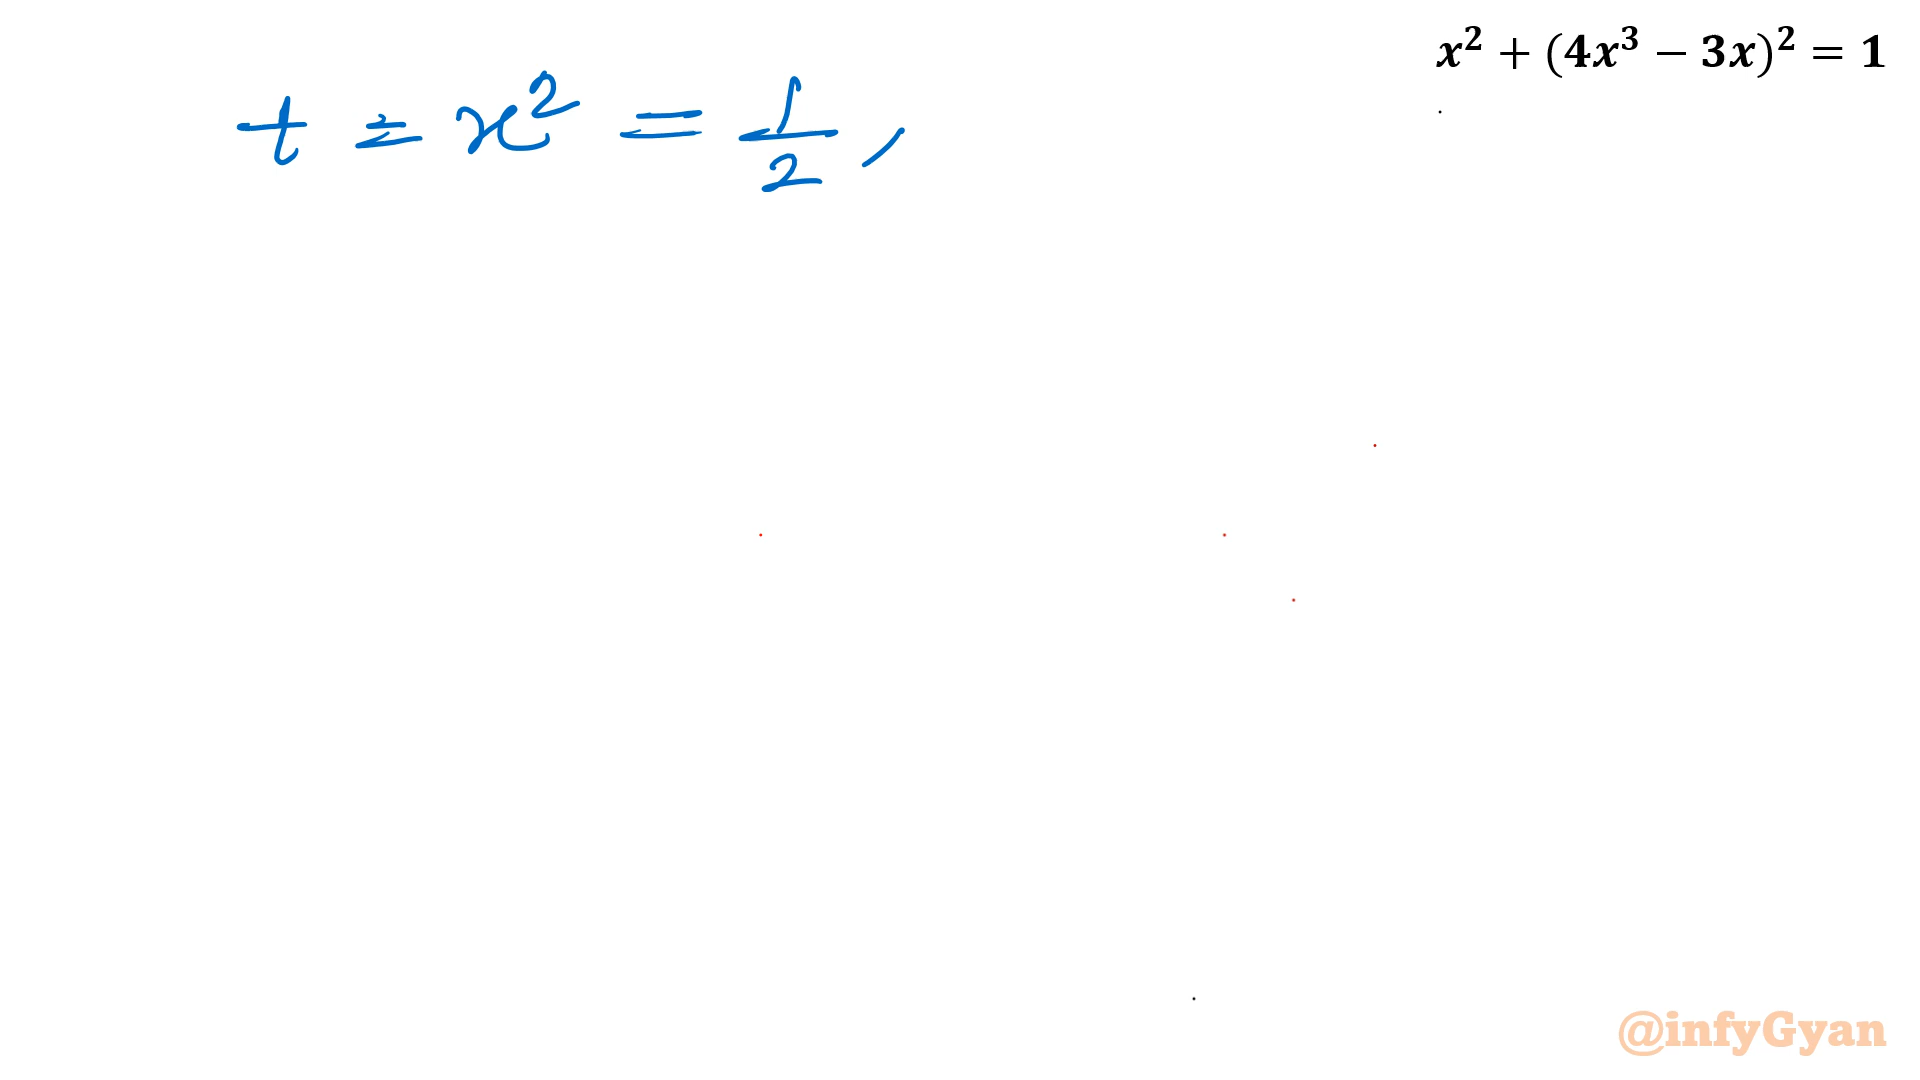 x² + (4x³ − 3x)² = 1
t = x² = 1/2,
@infyGyan